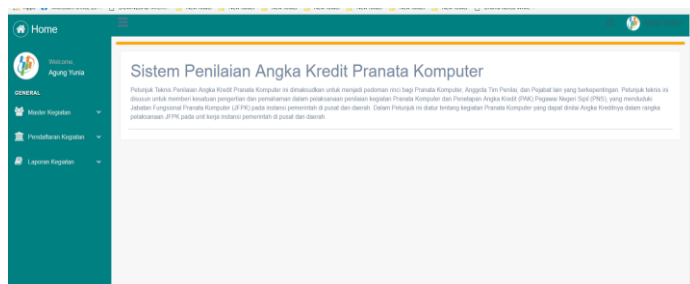 Home
Welcome,
Agung Yunia
GENERAL
Master Kegiatan
Pendaftaran Kegiatan
Laporan Kegiatan
Sistem Penilaian Angka Kredit Pranata Komputer
Petunjuk Teknis Penilaian Angka Kredit Pranata Komputer ini dimaksudkan untuk menjadi pedoman rinci bagi Pranata Komputer, Anggota Tim Penilai, dan Pejabat lain yang berkepentingan. Petunjuk teknis ini
disusun untuk memberi kesatuan pengertian dan pemahaman dalam pelaksanaan penilaian kegiatan Pranata Komputer dan Penetapan Angka Kredit (PAK) Pegawai Negeri Sipil (PNS), yang menduduki
Jabatan Fungsional Pranata Komputer (JFPK) pada instansi pemerintah di pusat dan daerah. Dalam Petunjuk ini diatur tentang kegiatan Pranata Komputer yang dapat dinilai Angka Kreditnya dalam rangka
pelaksanaan JFPK pada unit kerja instansi pemerintah di pusat dan daerah.